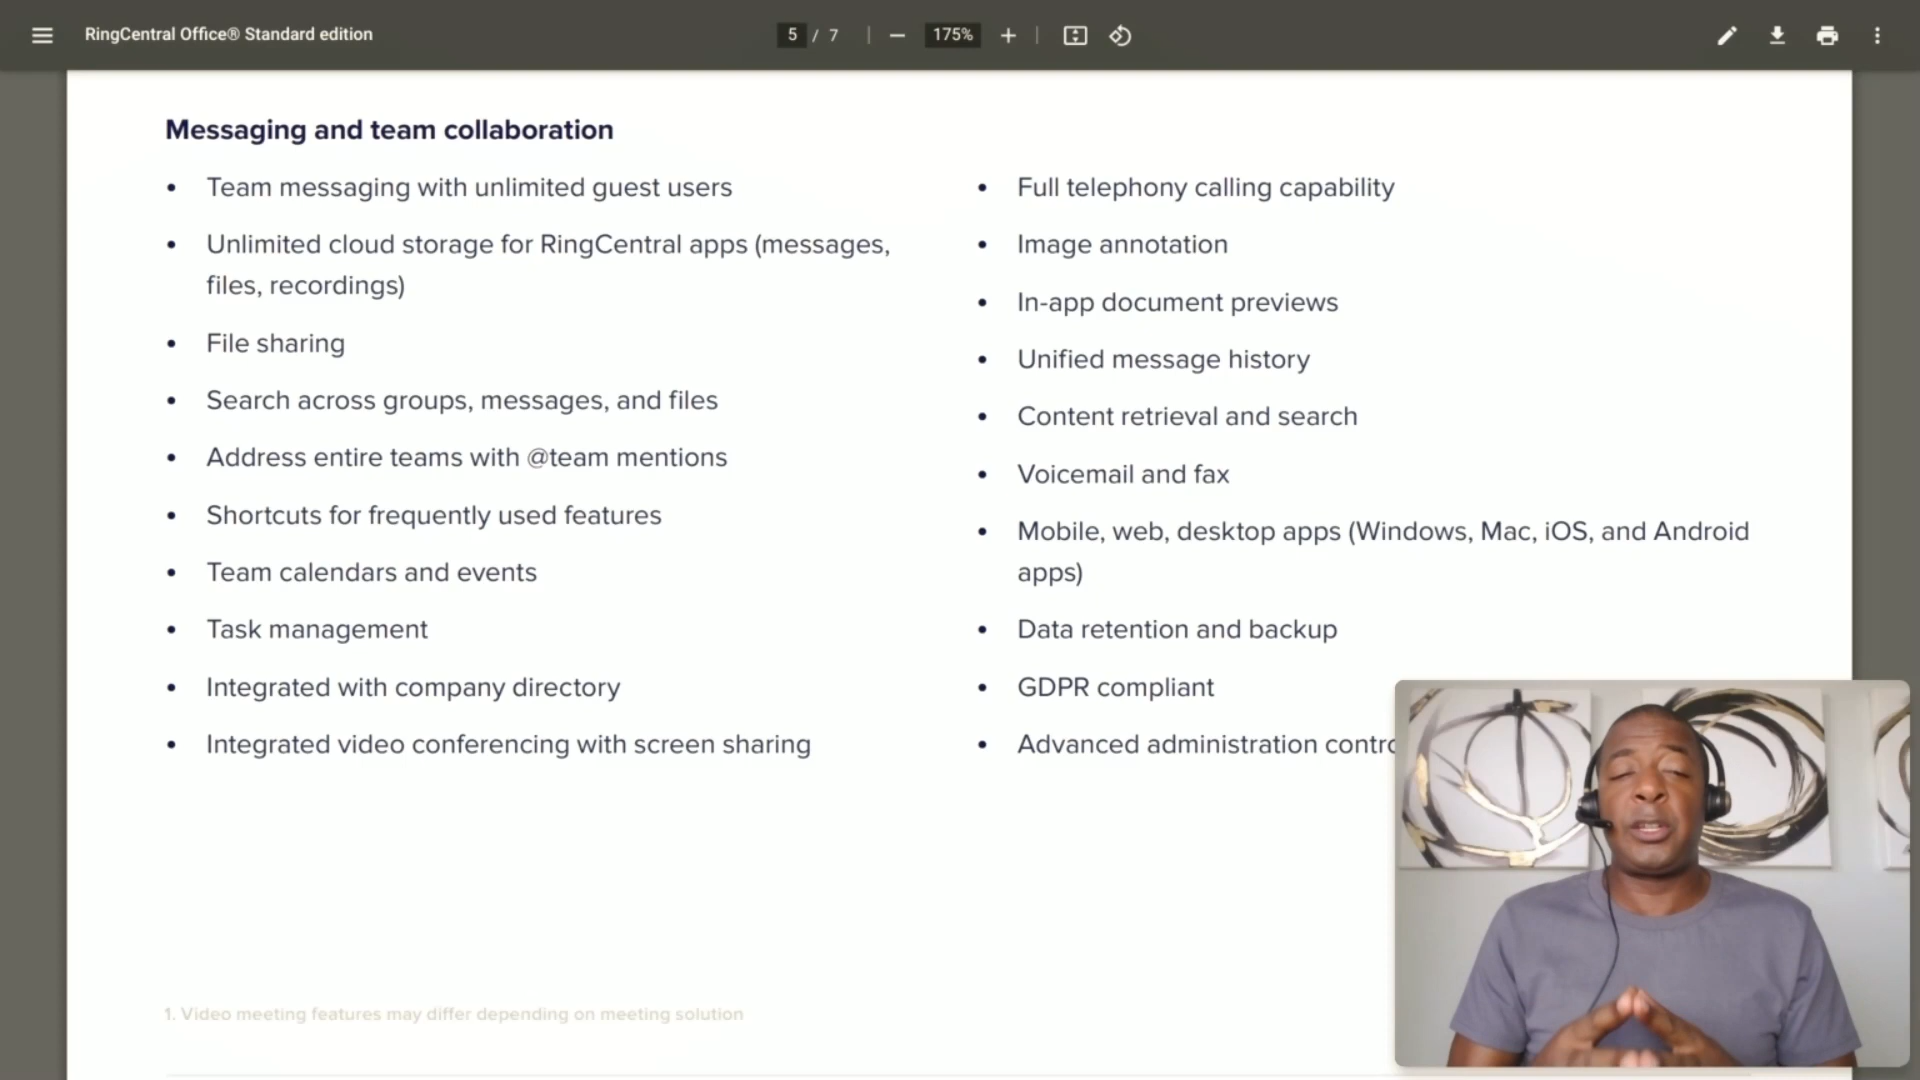 RingCentral Office® Standard edition
5 / 7
175%
Messaging and team collaboration
• Team messaging with unlimited guest users
• Unlimited cloud storage for RingCentral apps (messages,
files, recordings)
• File sharing
• Search across groups, messages, and files
• Address entire teams with @team mentions
• Shortcuts for frequently used features
• Team calendars and events
• Task management
• Integrated with company directory
• Integrated video conferencing with screen sharing
• Full telephony calling capability
• Image annotation
• In-app document previews
• Unified message history
• Content retrieval and search
• Voicemail and fax
• Mobile, web, desktop apps (Windows, Mac, iOS, and Android
apps)
• Data retention and backup
• GDPR compliant
• Advanced administration
1. Video meeting features may differ depending on meeting solution